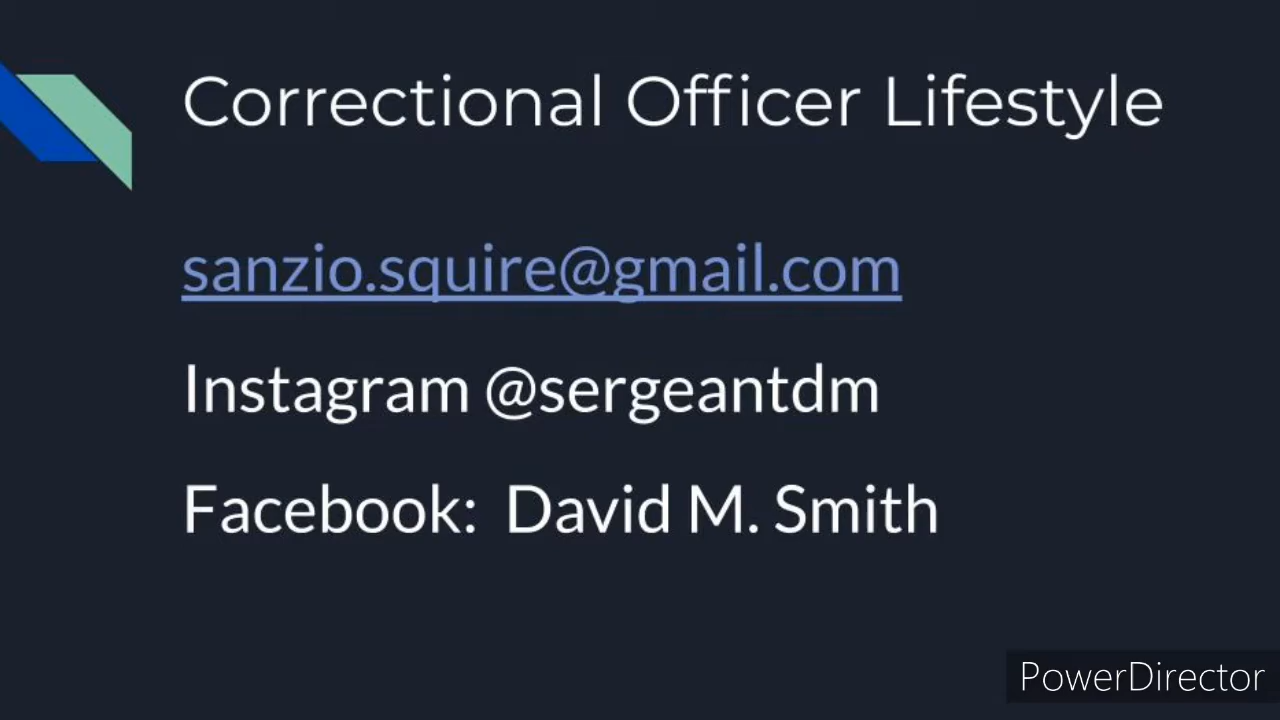 Correctional Officer Lifestyle
sanzio.squire@gmail.com
Instagram @sergeantdm
Facebook: David M. Smith
PowerDirector